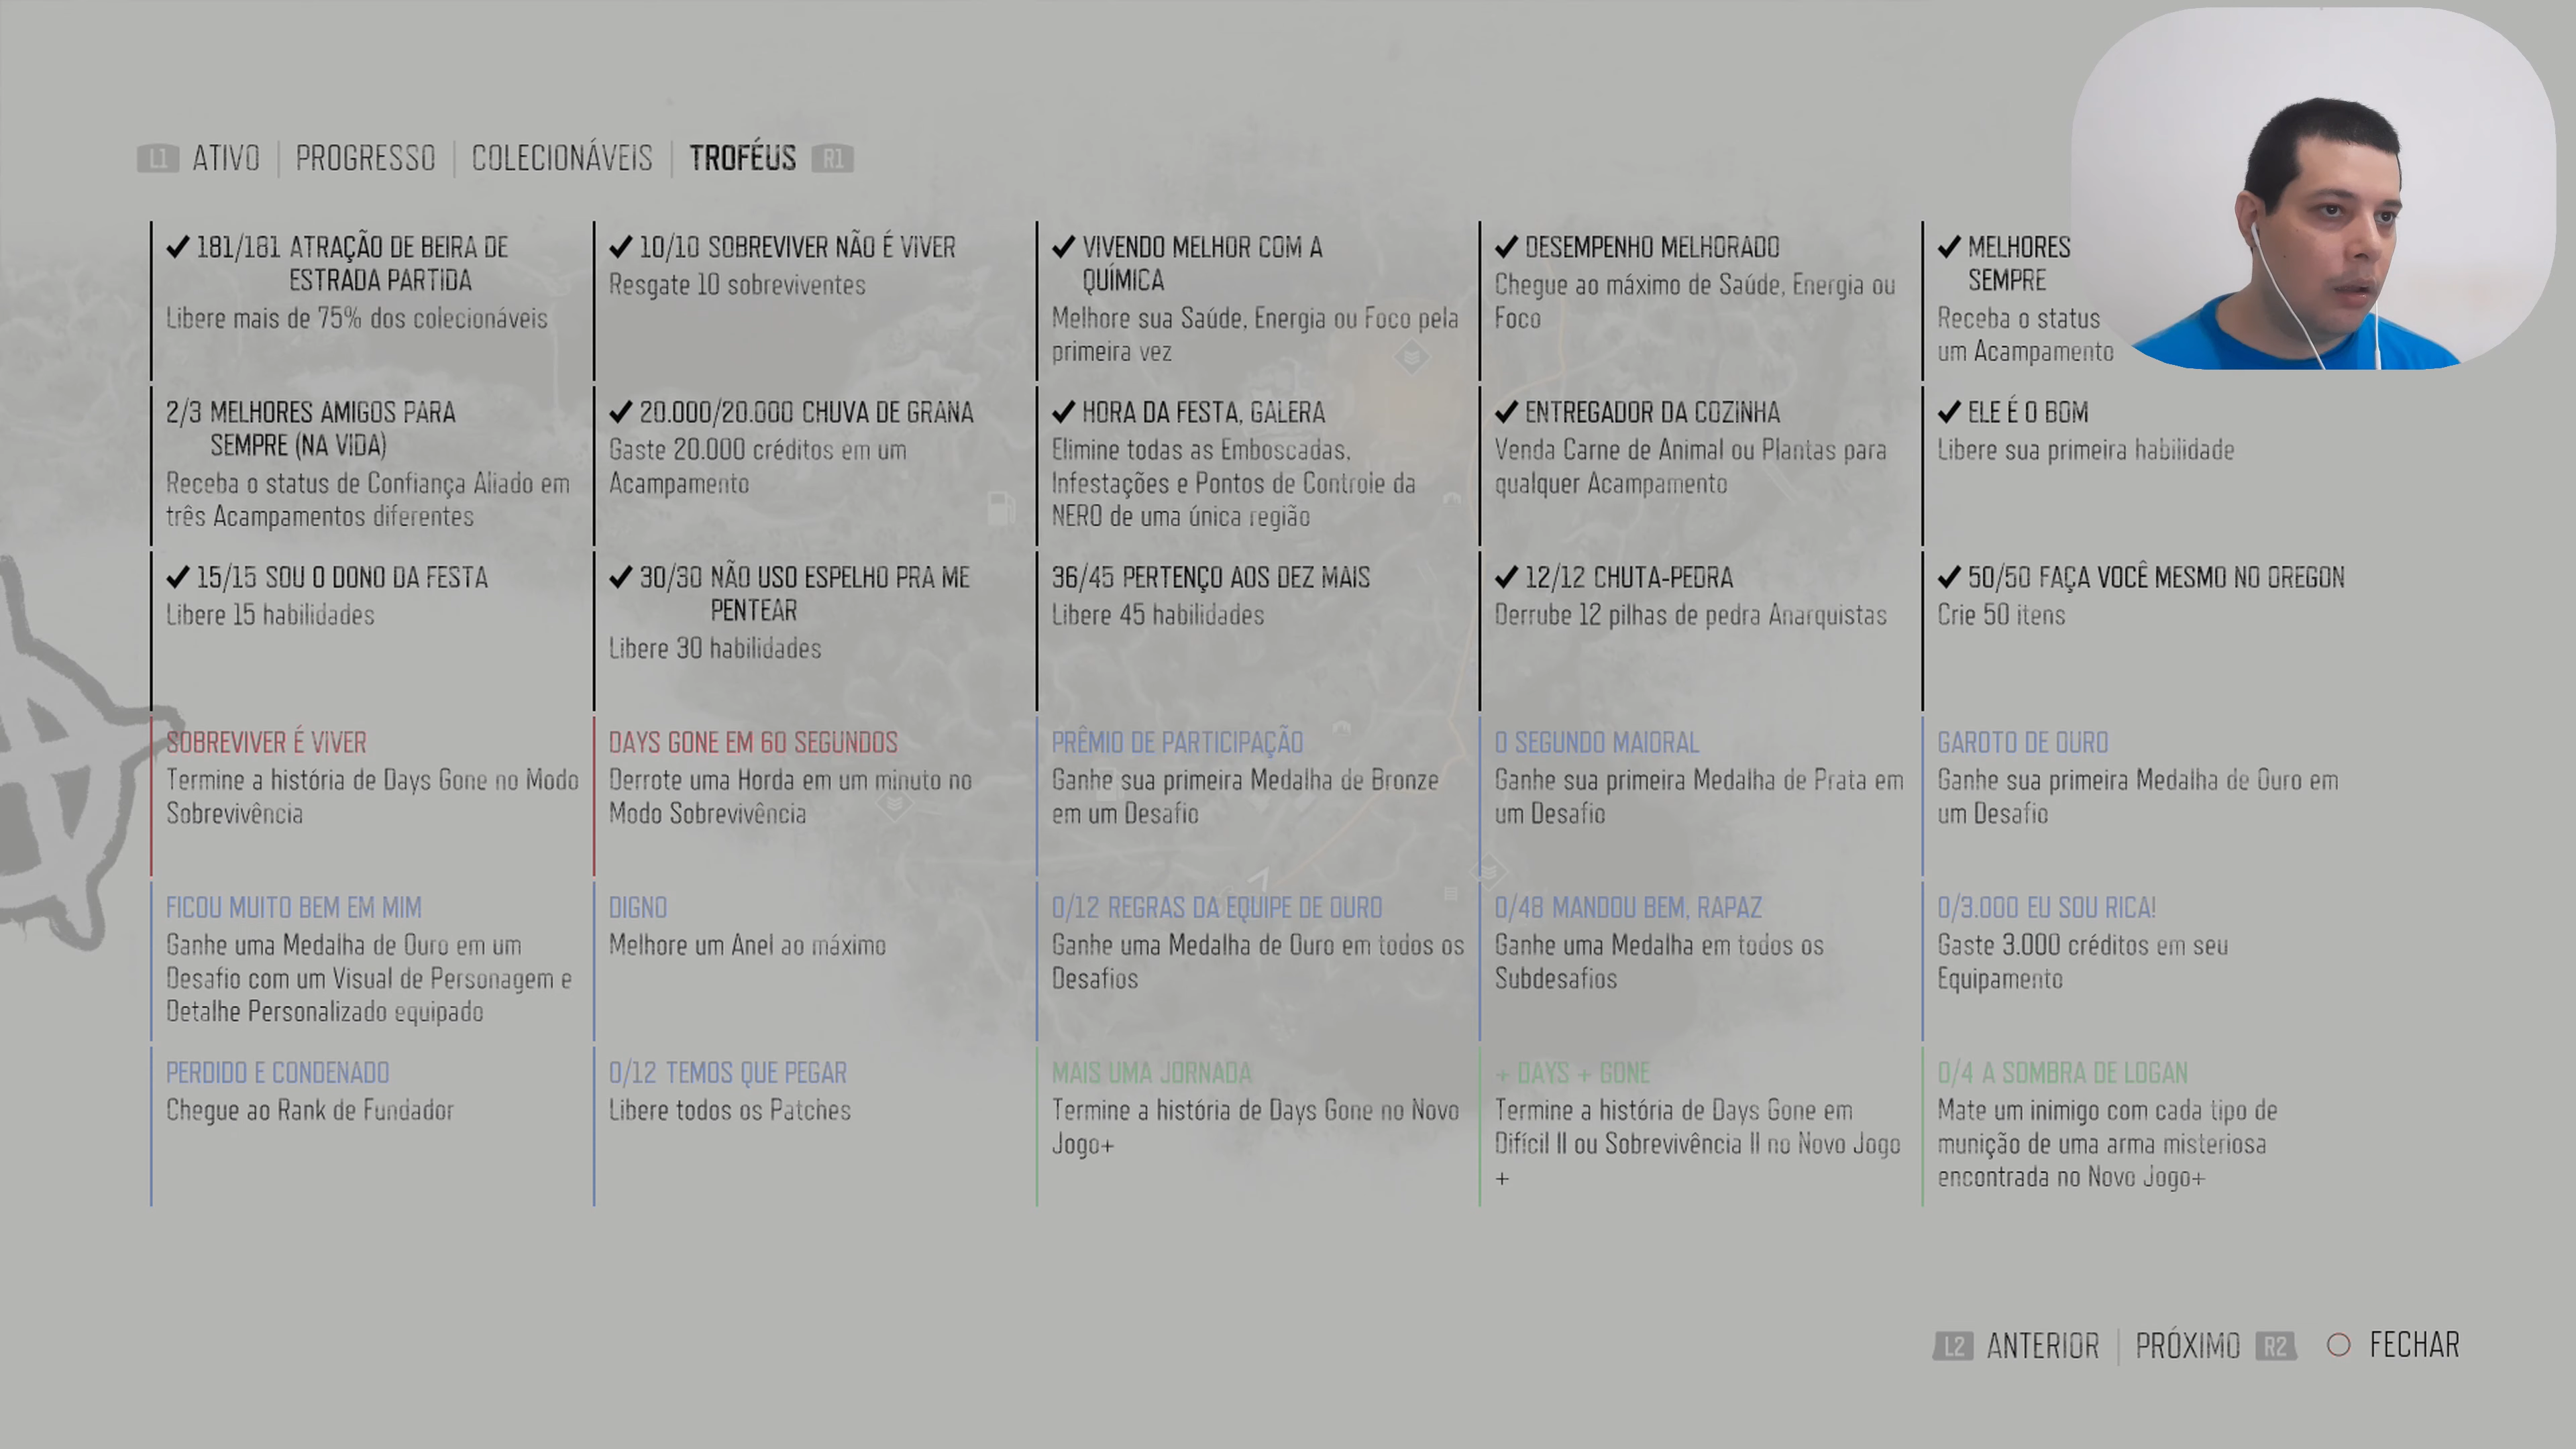 L1 ATIVO PROGRESSO COLECIONÁVEIS TROFÉUS R1
181/181 ATRAÇÃO DE BEIRA DE
ESTRADA PARTIDA
Libere mais de 75% dos colecionáveis
10/10 SOBREVIVER NÃO É VIVER
Resgate 10 sobreviventes
VIVENDO MELHOR COM A
QUÍMICA
Melhore sua Saúde, Energia ou Foco pela
primeira vez
DESEMPENHO MELHORADO
Chegue ao máximo de Saúde, Energia ou
Foco
MELHORES
SEMPRE
Receba o status
um Acampamento
2/3 MELHORES AMIGOS PARA
SEMPRE (NA VIDA)
Receba o status de Confiança Aliado em
três Acampamentos diferentes
20.000/20.000 CHUVA DE GRANA
Gaste 20.000 créditos em um
Acampamento
HORA DA FESTA, GALERA
Elimine todas as Emboscadas,
Infestações e Pontos de Controle da
NERO de uma única região
ENTREGADOR DA COZINHA
Venda Carne de Animal ou Plantas para
qualquer Acampamento
ELE É O BOM
Libere sua primeira habilidade
15/15 SOU O DONO DA FESTA
Libere 15 habilidades
30/30 NÃO USO ESPELHO PRA ME
PENTEAR
Libere 30 habilidades
36/45 PERTENÇO AOS DEZ MAIS
Libere 45 habilidades
12/12 CHUTA-PEDRA
Derrube 12 pilhas de pedra Anarquistas
50/50 FAÇA VOCÊ MESMO NO OREGON
Crie 50 itens
SOBREVIVER É VIVER
Termine a história de Days Gone no Modo
Sobrevivência
DAYS GONE EM 60 SEGUNDOS
Derrote uma Horda em um minuto no
Modo Sobrevivência
PRÊMIO DE PARTICIPAÇÃO
Ganhe sua primeira Medalha de Bronze
em um Desafio
O SEGUNDO MAIORAL
Ganhe sua primeira Medalha de Prata em
um Desafio
GAROTO DE OURO
Ganhe sua primeira Medalha de Ouro em
um Desafio
FICOU MUITO BEM EM MIM
Ganhe uma Medalha de Ouro em um
Desafio com um Visual de Personagem e
Detalhe Personalizado equipado
DIGNO
Melhore um Anel ao máximo
0/12 REGRAS DA EQUIPE DE OURO
Ganhe uma Medalha de Ouro em todos os
Desafios
0/48 MANDOU BEM, RAPAZ
Ganhe uma Medalha em todos os
Subdesafios
0/3.000 EU SOU RICA!
Gaste 3.000 créditos em seu
Equipamento
PERDIDO E CONDENADO
Chegue ao Rank de Fundador
0/12 TEMOS QUE PEGAR
Libere todos os Patches
MAIS UMA JORNADA
Termine a história de Days Gone no Novo
Jogo+
+ DAYS + GONE
Termine a história de Days Gone em
Difícil II ou Sobrevivência II no Novo Jogo
+
0/4 A SOMBRA DE LOGAN
Mate um inimigo com cada tipo de
munição de uma arma misteriosa
encontrada no Novo Jogo+
L2 ANTERIOR PRÓXIMO R2 FECHAR